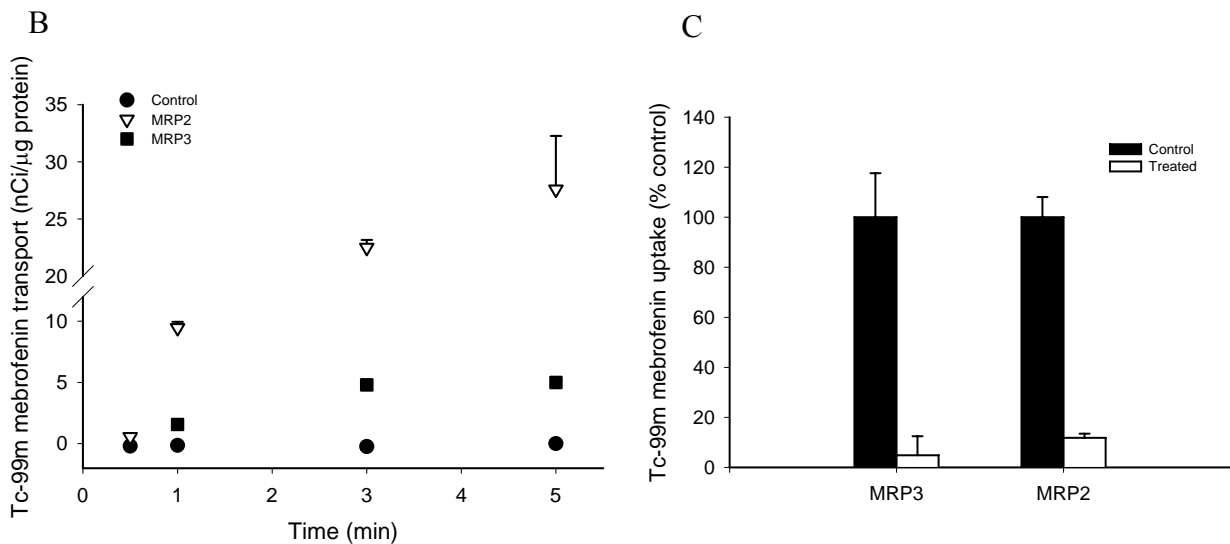 B
Tc-99m mebrofenin transport (nCi/μg protein)
Control
MRP2
MRP3
35
30
25
20
10
5
0
0
1
2
3
4
5
Time (min)
C
Tc-99m mebrofenin uptake (% control)
Control
Treated
140
120
100
80
60
40
20
0
MRP3
MRP2